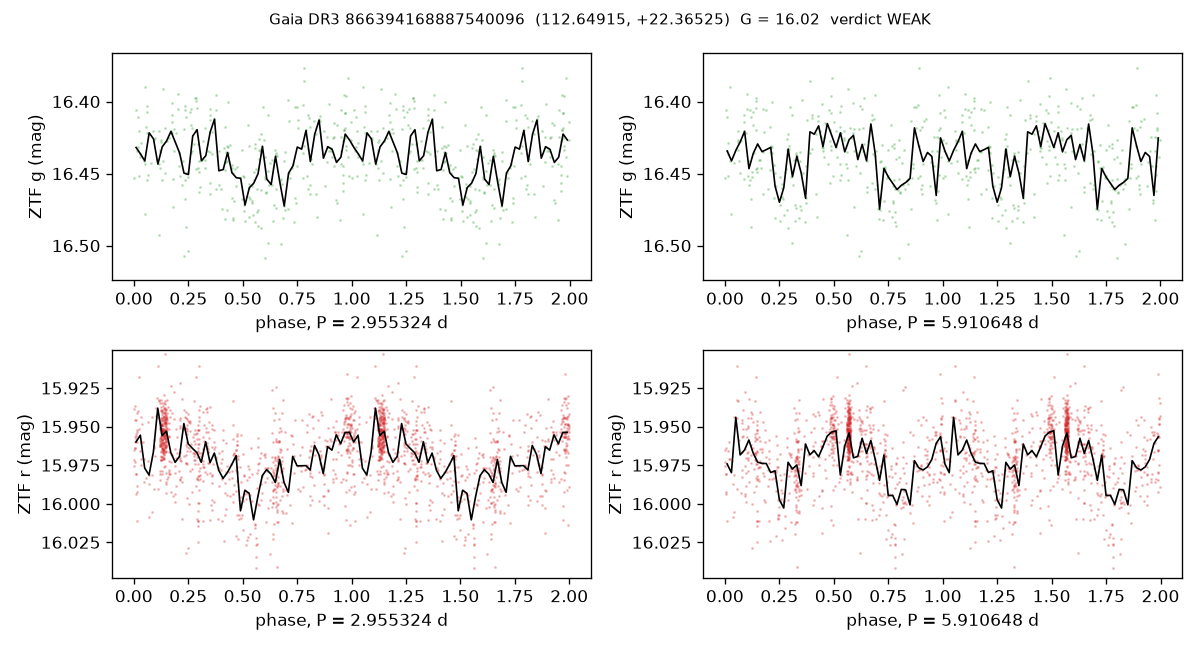 Gaia DR3 866394168887540096  (112.64915, +22.36525)  G = 16.02  verdict WEAK
ZTF g (mag)
16.40
16.45
16.50
0.00 0.25 0.50 0.75 1.00 1.25 1.50 1.75 2.00
phase, P = 2.955324 d
ZTF g (mag)
16.40
16.45
16.50
0.00 0.25 0.50 0.75 1.00 1.25 1.50 1.75 2.00
phase, P = 5.910648 d
ZTF r (mag)
15.925
15.950
15.975
16.000
16.025
0.00 0.25 0.50 0.75 1.00 1.25 1.50 1.75 2.00
phase, P = 2.955324 d
ZTF r (mag)
15.925
15.950
15.975
16.000
16.025
0.00 0.25 0.50 0.75 1.00 1.25 1.50 1.75 2.00
phase, P = 5.910648 d